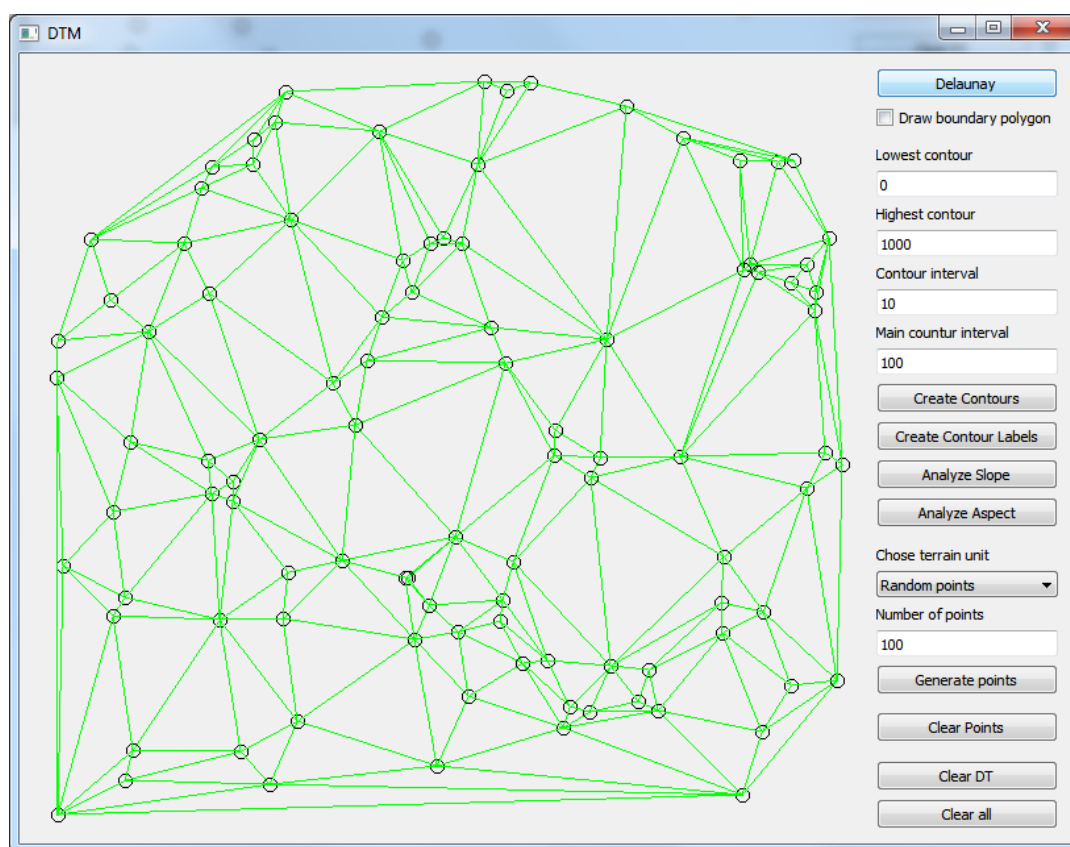 DTM
Delaunay
Draw boundary polygon
Lowest contour
0
Highest contour
1000
Contour interval
10
Main countur interval
100
Create Contours
Create Contour Labels
Analyze Slope
Analyze Aspect
Chose terrain unit
Random points
Number of points
100
Generate points
Clear Points
Clear DT
Clear all